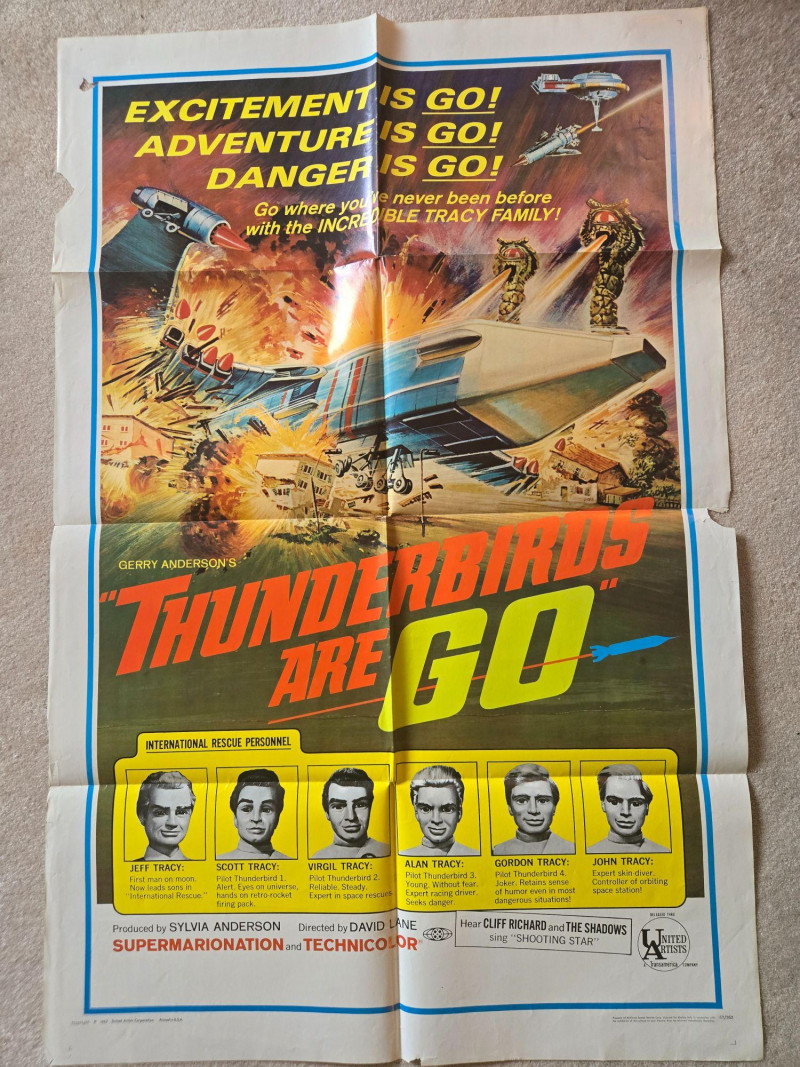 EXCITEMENT IS GO!
ADVENTURE IS GO!
DANGER IS GO!
Go where you've never been before
with the INCREDIBLE TRACY FAMILY!
GERRY ANDERSON'S
"THUNDERBIRDS
ARE GO"
INTERNATIONAL RESCUE PERSONNEL
JEFF TRACY:
First man on moon.
Now leads sons in
"International Rescue."
SCOTT TRACY:
Pilot Thunderbird 1.
Alert. Eyes on universe,
hands on retro-rocket
firing pack.
VIRGIL TRACY:
Pilot Thunderbird 2.
Reliable. Steady.
Expert in space rescues
ALAN TRACY:
Pilot Thunderbird 3.
Young. Without fear.
Expert racing driver.
Seeks danger
GORDON TRACY:
Pilot Thunderbird 4.
Joker. Retains sense
of humor even in most
dangerous situations!
JOHN TRACY:
Expert skin diver.
Controller of orbiting
space station!
Produced by SYLVIA ANDERSON Directed by DAVID LANE
SUPERMARIONATION and TECHNICOLOR®
Hear CLIFF RICHARD and THE SHADOWS
sing "SHOOTING STAR"
RELEASED THRU
UNITED
ARTISTS
A Transamerica COMPANY